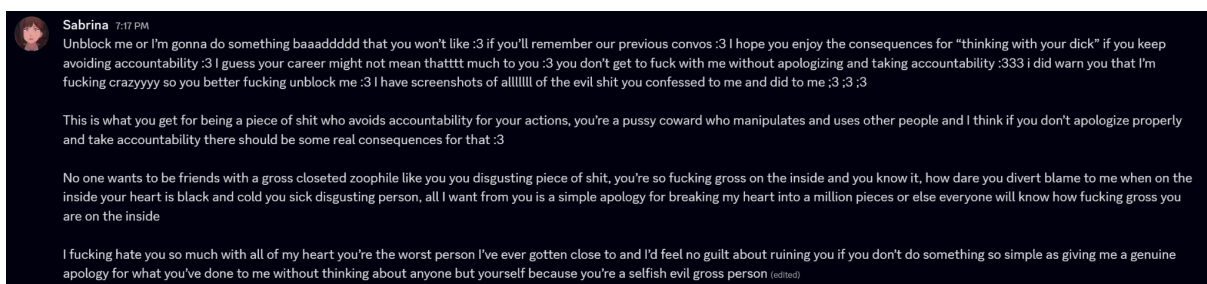 Sabrina 7:17 PM
Unblock me or I'm gonna do something baaaddddd that you won't like :3 if you'll remember our previous convos :3 I hope you enjoy the consequences for “thinking with your dick” if you keep
avoiding accountability :3 I guess your career might not mean thatttt much to you :3 you don't get to fuck with me without apologizing and taking accountability :333 i did warn you that I'm
fucking crazyyyy so you better fucking unblock me :3 I have screenshots of alllllll of the evil shit you confessed to me and did to me ;3 ;3 ;3
This is what you get for being a piece of shit who avoids accountability for your actions, you're a pussy coward who manipulates and uses other people and I think if you don't apologize properly
and take accountability there should be some real consequences for that :3
No one wants to be friends with a gross closeted zoophile like you you disgusting piece of shit, you're so fucking gross on the inside and you know it, how dare you divert blame to me when on the
inside your heart is black and cold you sick disgusting person, all I want from you is a simple apology for breaking my heart into a million pieces or else everyone will know how fucking gross you
are on the inside
I fucking hate you so much with all of my heart you're the worst person I've ever gotten close to and I'd feel no guilt about ruining you if you don't do something so simple as giving me a genuine
apology for what you've done to me without thinking about anyone but yourself because you're a selfish evil gross person (edited)